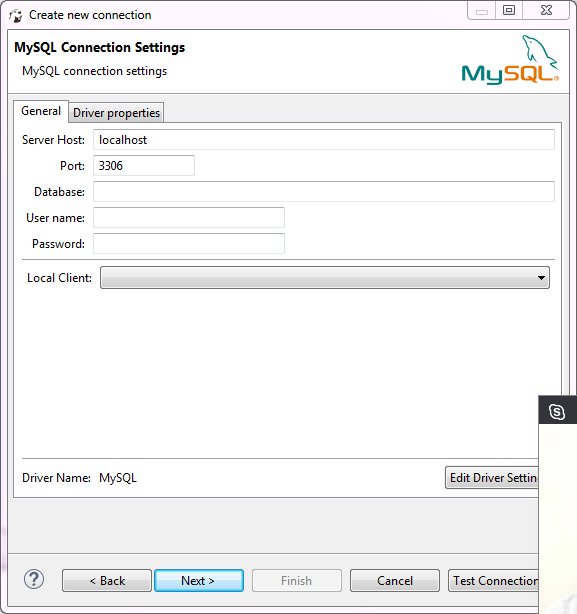 Create new connection
MySQL Connection Settings
MySQL connection settings
MySQL®
General
Driver properties
Server Host: localhost
Port: 3306
Database:
User name:
Password:
Local Client:
Driver Name: MySQL
Edit Driver Settin
?
< Back
Next >
Finish
Cancel
Test Connection